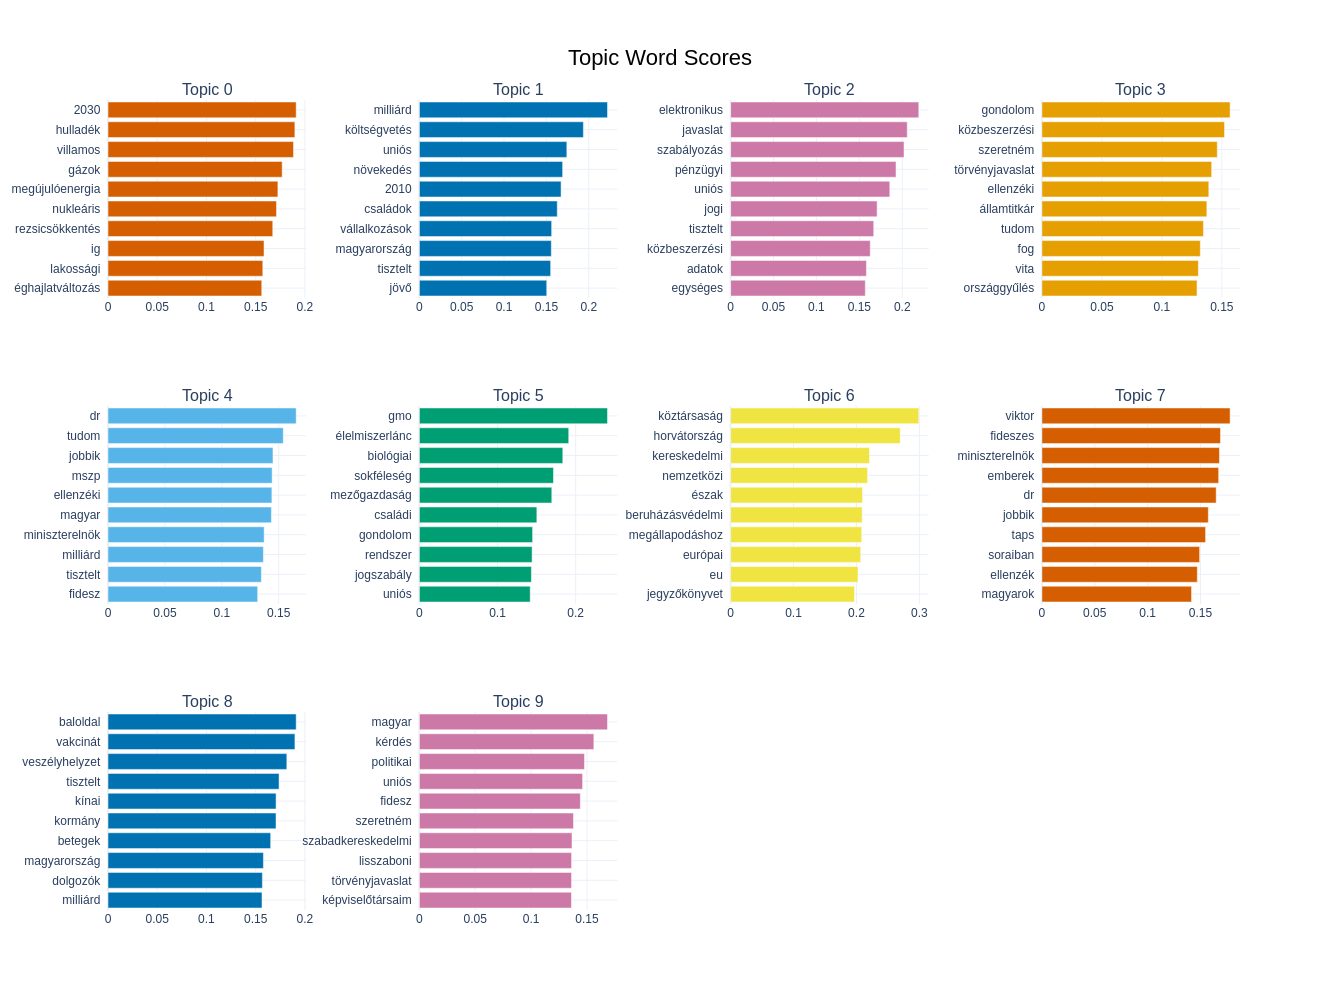 Topic Word Scores
Topic 0
2030
hulladék
villamos
gázok
megújulóenergia
nukleáris
rezsicsökkentés
ig
lakossági
éghajlatváltozás
0 0.05 0.1 0.15 0.2
Topic 1
milliárd
költségvetés
uniós
növekedés
2010
családok
vállalkozások
magyarország
tisztelt
jövő
0 0.05 0.1 0.15 0.2
Topic 2
elektronikus
javaslat
szabályozás
pénzügyi
uniós
jogi
tisztelt
közbeszerzési
adatok
egységes
0 0.05 0.1 0.15 0.2
Topic 3
gondolom
közbeszerzési
szeretném
törvényjavaslat
ellenzéki
államtitkár
tudom
fog
vita
országgyűlés
0 0.05 0.1 0.15
Topic 4
dr
tudom
jobbik
mszp
ellenzéki
magyar
miniszterelnök
milliárd
tisztelt
fidesz
0 0.05 0.1 0.15
Topic 5
gmo
élelmiszerlánc
biológiai
sokféleség
mezőgazdaság
családi
gondolom
rendszer
jogszabály
uniós
0 0.1 0.2
Topic 6
köztársaság
horvátország
kereskedelmi
nemzetközi
észak
beruházásvédelmi
megállapodáshoz
európai
eu
jegyzőkönyvet
0 0.1 0.2 0.3
Topic 7
viktor
fideszes
miniszterelnök
emberek
dr
jobbik
taps
soraiban
ellenzék
magyarok
0 0.05 0.1 0.15
Topic 8
baloldal
vakcinát
veszélyhelyzet
tisztelt
kínai
kormány
betegek
magyarország
dolgozók
milliárd
0 0.05 0.1 0.15 0.2
Topic 9
magyar
kérdés
politikai
uniós
fidesz
szeretném
szabadkereskedelmi
lisszaboni
törvényjavaslat
képviselőtársaim
0 0.05 0.1 0.15